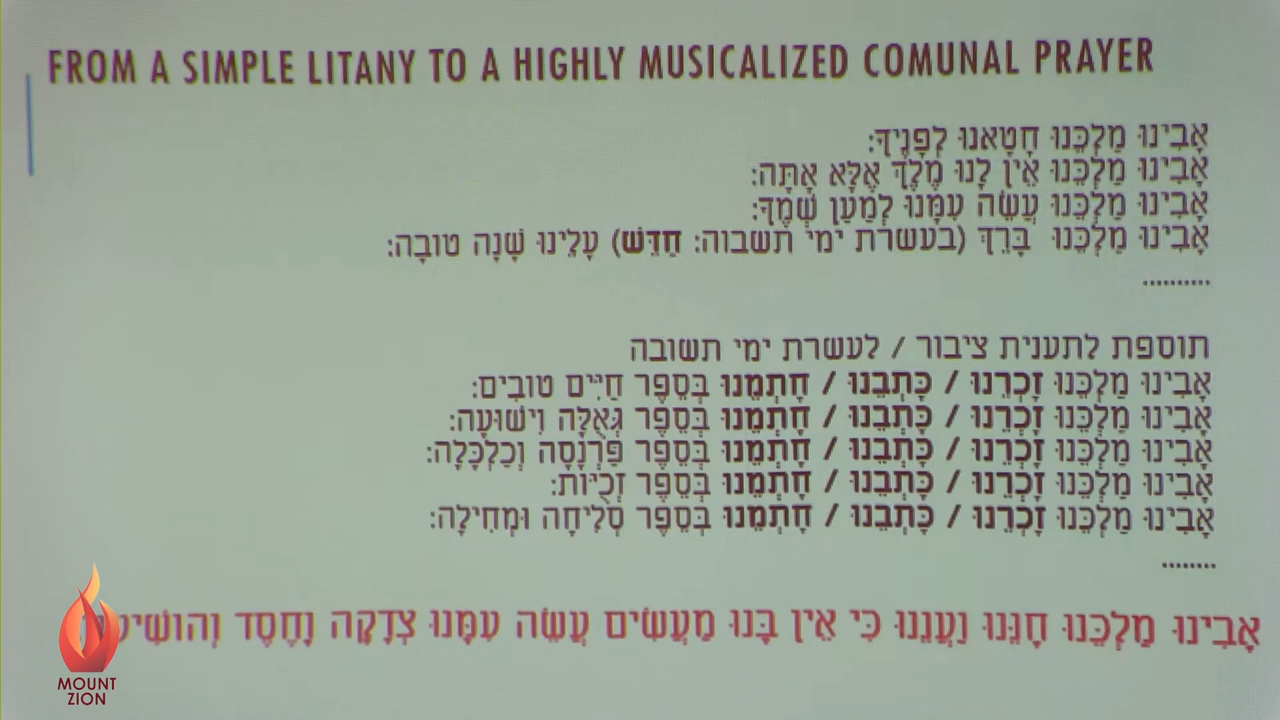 FROM A SIMPLE LITANY TO A HIGHLY MUSICALIZED COMUNAL PRAYER
אָבִינוּ מַלְכֵּנוּ חָטָאנוּ לְפָנֶיךָ:
אָבִינוּ מַלְכֵּנוּ אֵין לָנוּ מֶלֶךְ אֶלָּא אָתָּה:
אָבִינוּ מַלְכֵּנוּ עֲשֵׂה עִמָּנוּ לְמַעַן שְׁמֶךָ:
אָבִינוּ מַלְכֵּנוּ בָּרֵךְ (בעשרת ימי תשבוה: חַדֵּשׁ) עָלֵינוּ שָׁנָה טוֹבָה:
..........
תוספת לתענית ציבור / לעשרת ימי תשובה
אָבִינוּ מַלְכֵּנוּ זָכְרֵנוּ / כָּתְבֵנוּ / חָתְמֵנוּ בְּסֵפֶר חַיִּים טוֹבִים:
אָבִינוּ מַלְכֵּנוּ זָכְרֵנוּ / כָּתְבֵנוּ / חָתְמֵנוּ בְּסֵפֶר גְּאֻלָּה וִישׁוּעָה:
אָבִינוּ מַלְכֵּנוּ זָכְרֵנוּ / כָּתְבֵנוּ / חָתְמֵנוּ בְּסֵפֶר פַּרְנָסָה וְכַלְכָּלָה:
אָבִינוּ מַלְכֵּנוּ זָכְרֵנוּ / כָּתְבֵנוּ / חָתְמֵנוּ בְּסֵפֶר זְכֻיּוֹת:
אָבִינוּ מַלְכֵּנוּ זָכְרֵנוּ / כָּתְבֵנוּ / חָתְמֵנוּ בְּסֵפֶר סְלִיחָה וּמְחִילָה:
........
אָבִינוּ מַלְכֵּנוּ חָנֵּנוּ וַעֲנֵנוּ כִּי אֵין בָּנוּ מַעֲשִׂים עֲשֵׂה עִמָּנוּ צְדָקָה וָחֶסֶד
MOUNT
ZION